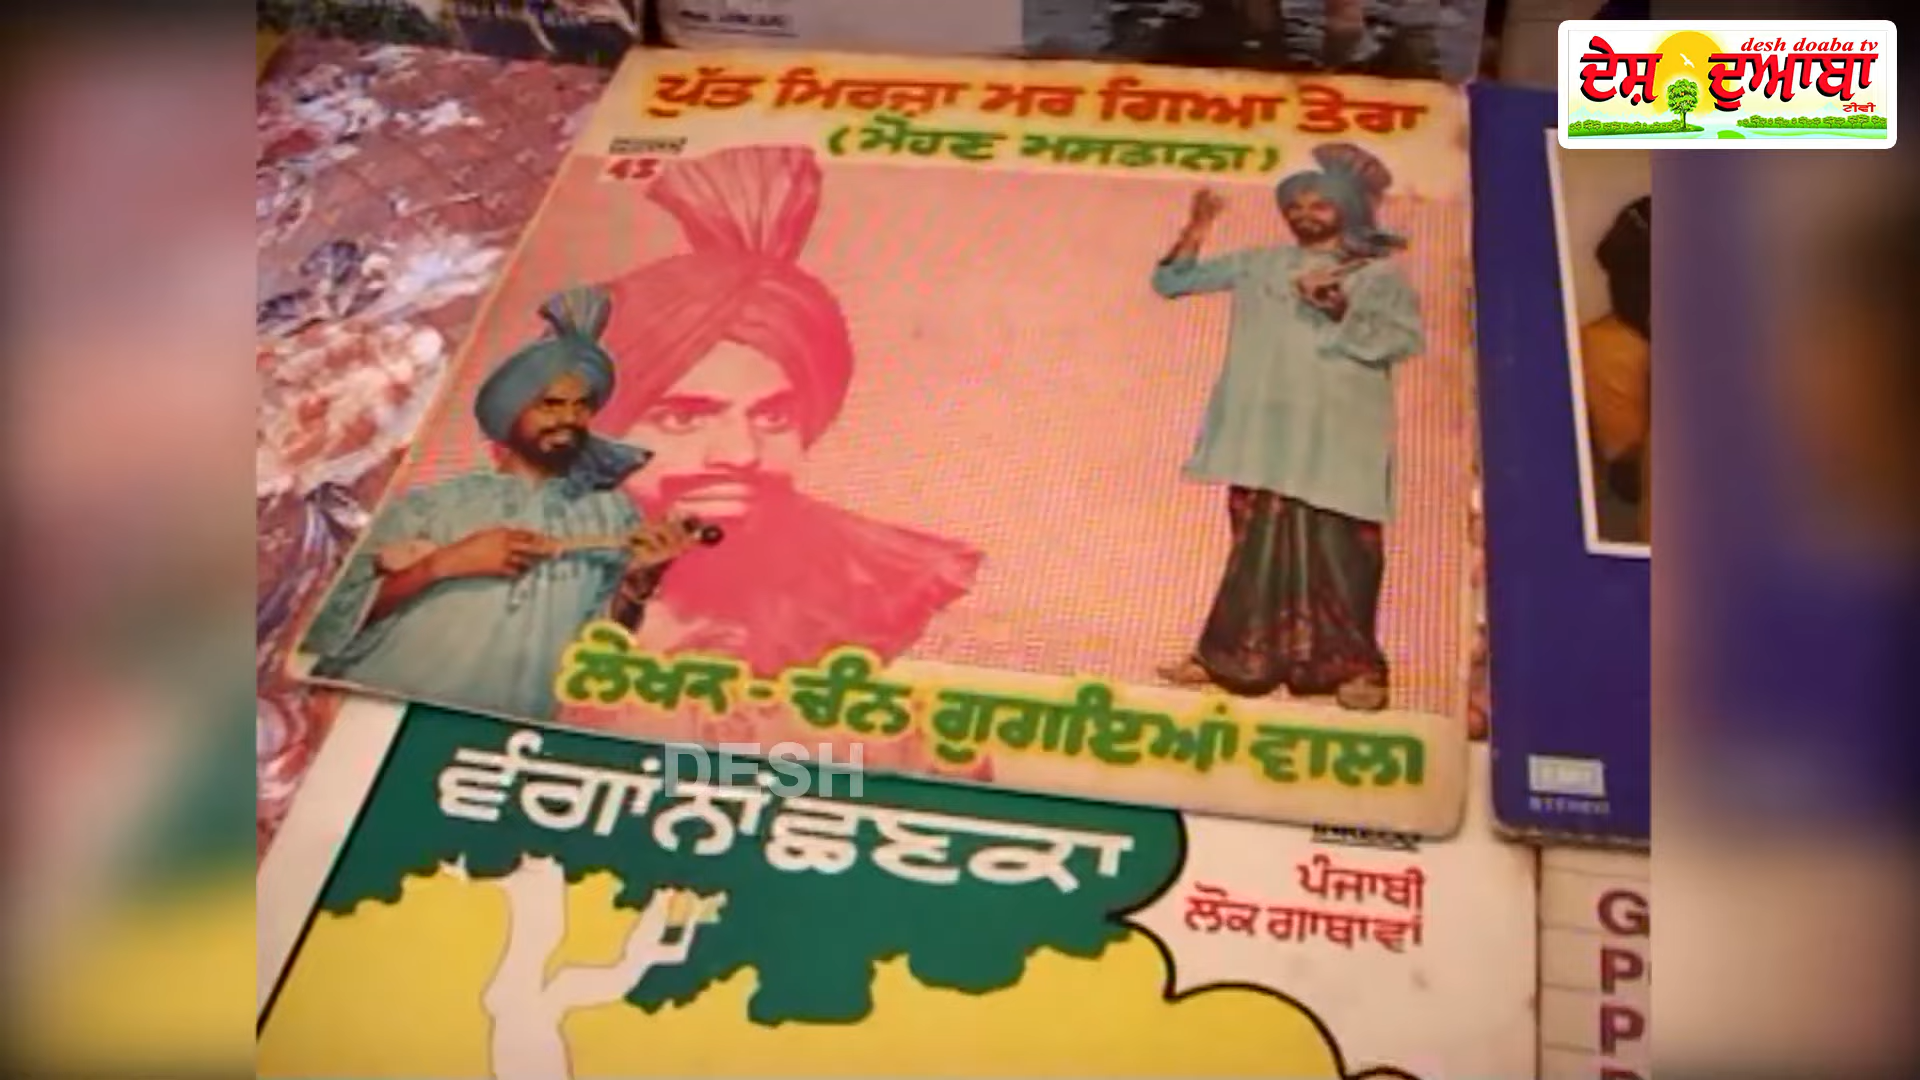 desh doaba tv
ਦੇਸ਼ ਦੁਆਬਾ
ਟੀਵੀ
ਪੁੱਤ ਮਿਰਜ਼ਾ ਮਰ ਗਿਆ ਤੇਰਾ
(ਮੋਹਣ ਮਸਤਾਨਾ)
45
ਲੇਖਕ - ਚੰਨ ਗੁਰਾਇਆਂ ਵਾਲਾ
DESH
ਵੰਗਾਂ ਨਾਂ ਛਣਕਾ
ਪੰਜਾਬੀ
ਲੋਕ ਗਾਥਾਵਾਂ
STEREO
G
P
P